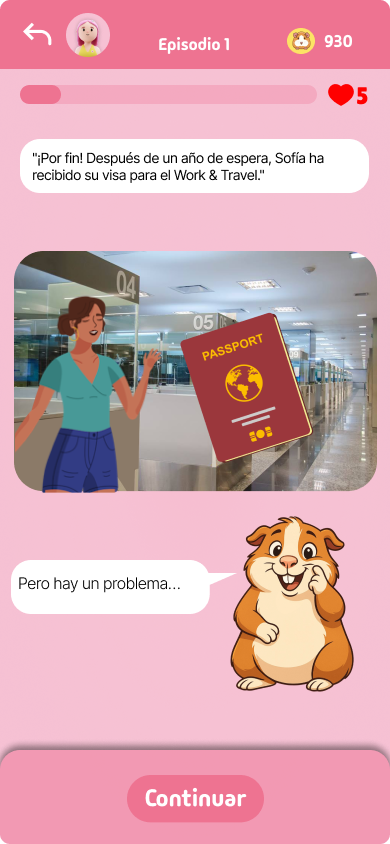 Episodio 1
930
5
"¡Por fin! Después de un año de espera, Sofía ha
recibido su visa para el Work & Travel."
04
05
PASSPORT
Pero hay un problema...
Continuar